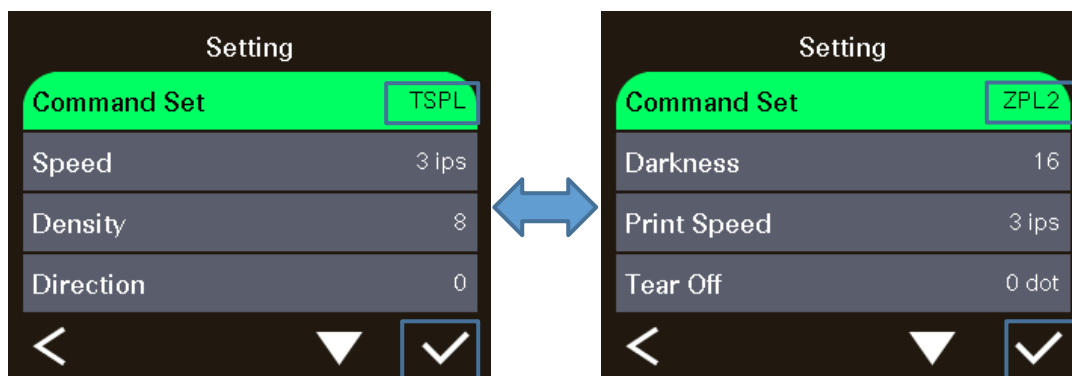 Setting
Command Set TSPL
Speed 3 ips
Density 8
Direction 0
Setting
Command Set ZPL2
Darkness 16
Print Speed 3 ips
Tear Off 0 dot